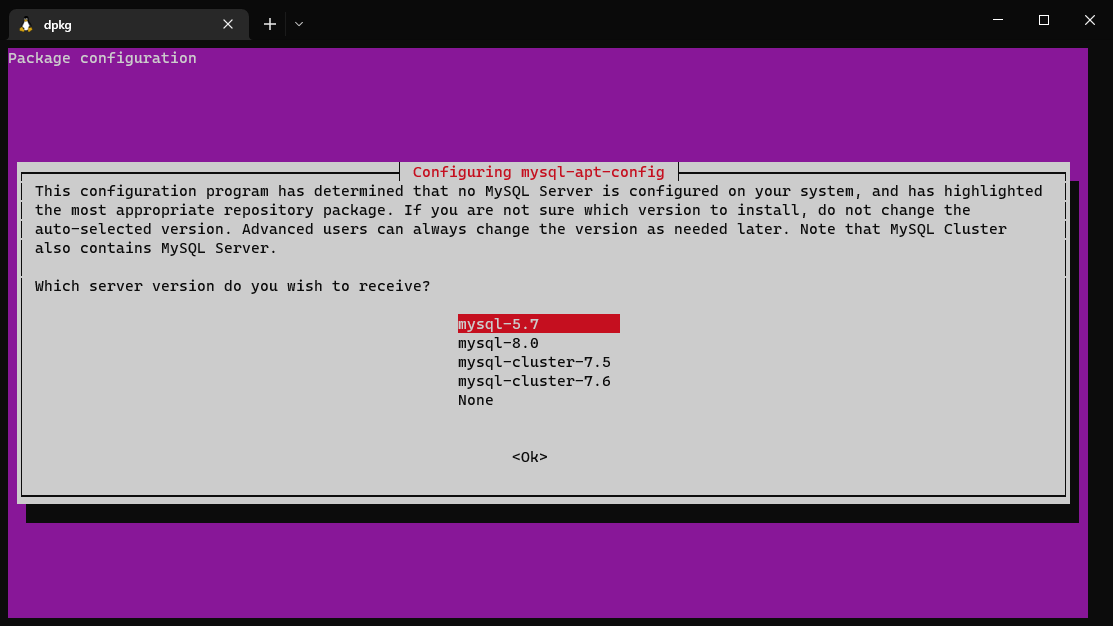 dpkg
Package configuration
Configuring mysql-apt-config
This configuration program has determined that no MySQL Server is configured on your system, and has highlighted
the most appropriate repository package. If you are not sure which version to install, do not change the
auto-selected version. Advanced users can always change the version as needed later. Note that MySQL Cluster
also contains MySQL Server.
Which server version do you wish to receive?
mysql-5.7
mysql-8.0
mysql-cluster-7.5
mysql-cluster-7.6
None
<Ok>